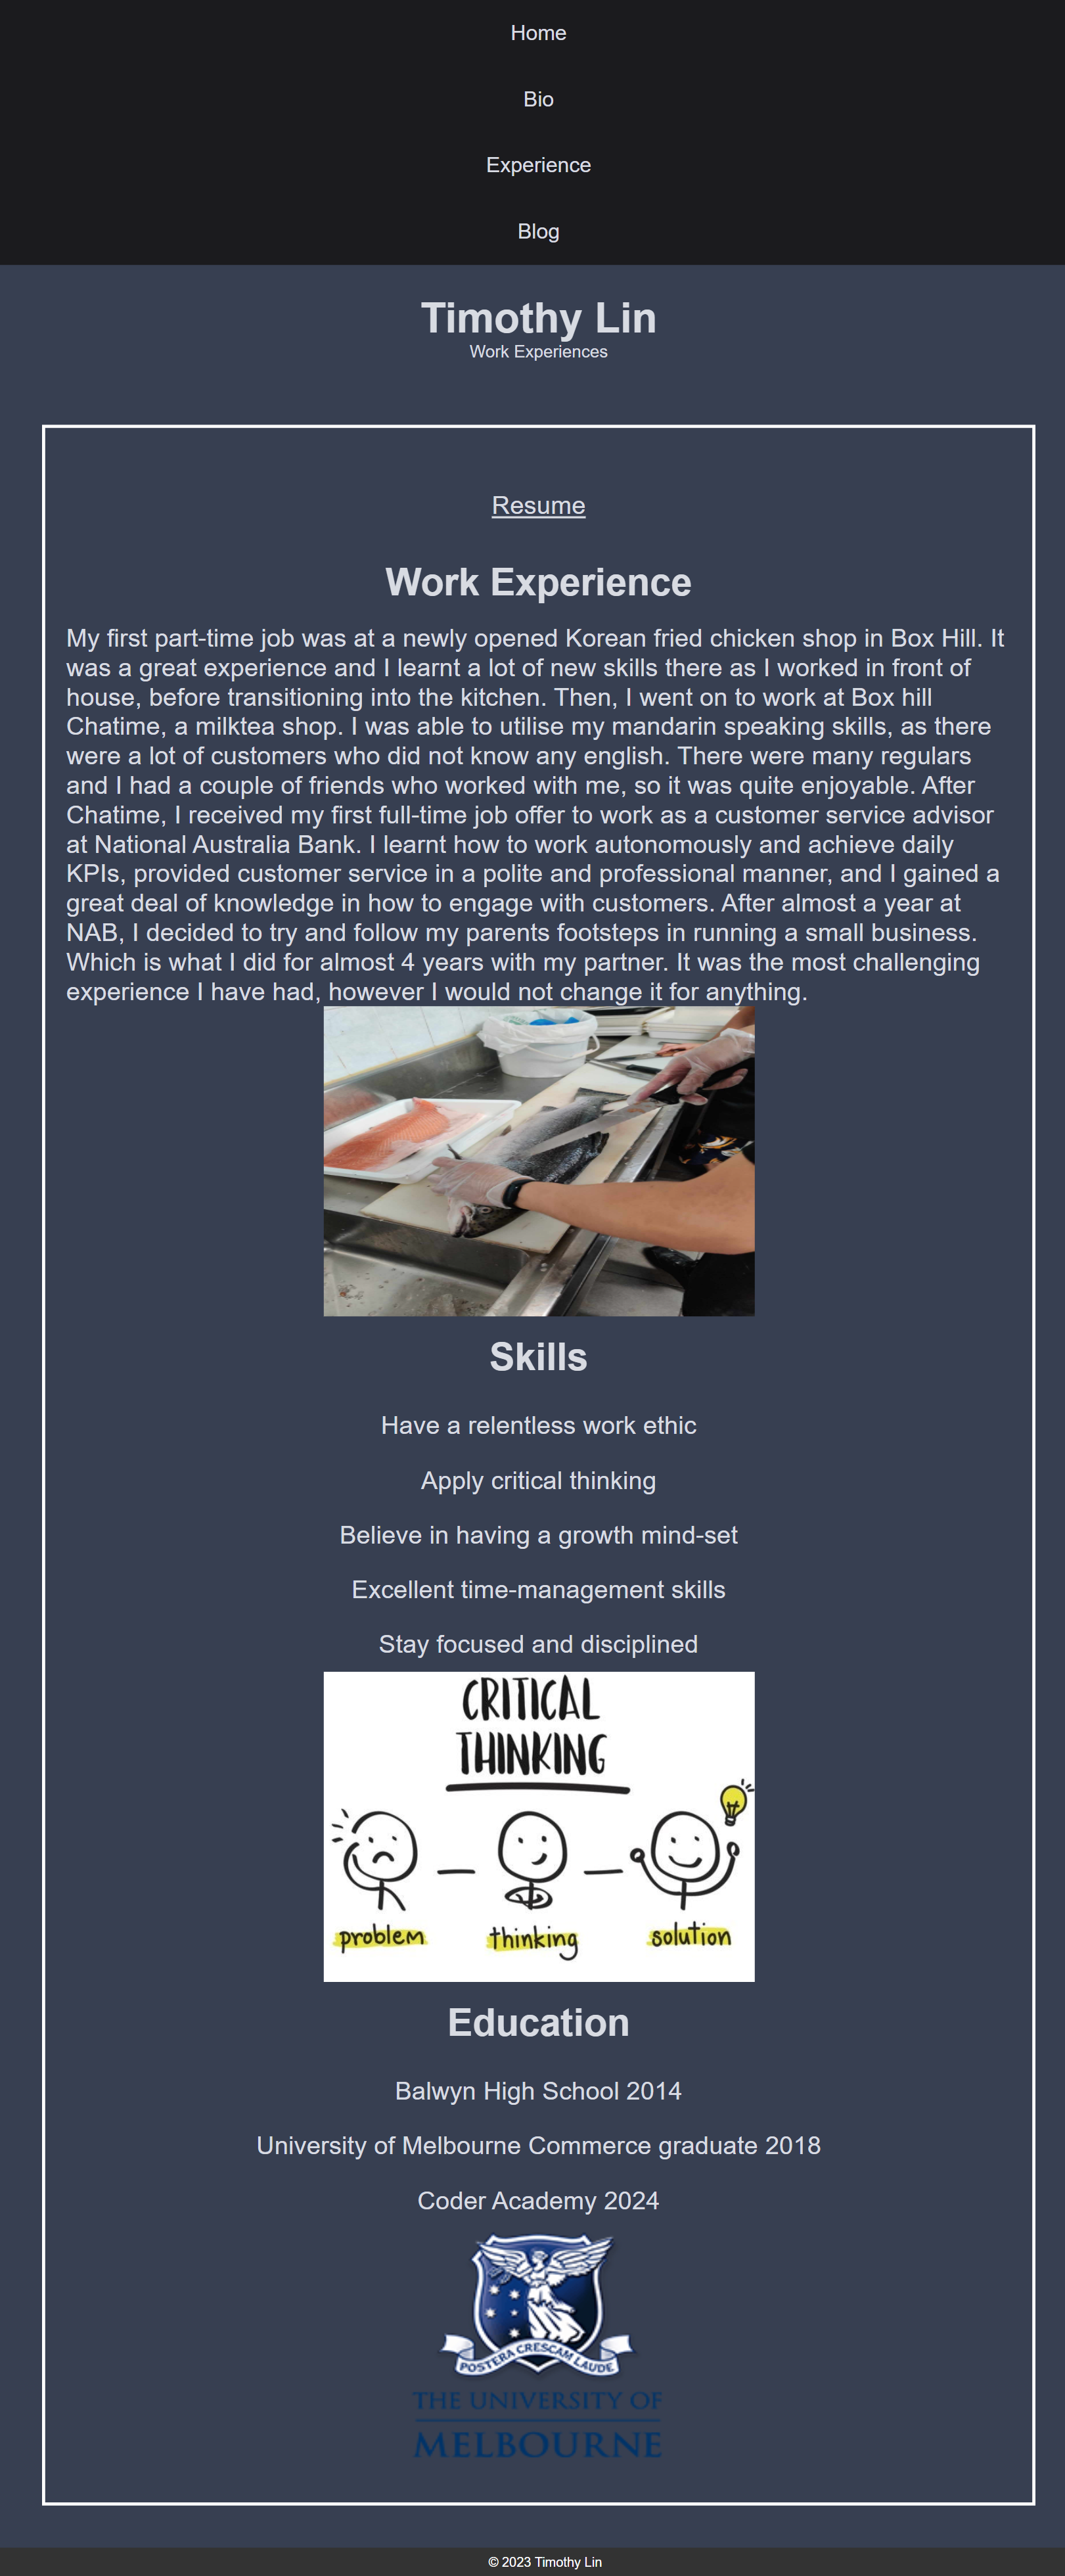 Home
Bio
Experience
Blog
Timothy Lin
Work Experiences
Resume
Work Experience
My first part-time job was at a newly opened Korean fried chicken shop in Box Hill. It
was a great experience and I learnt a lot of new skills there as I worked in front of
house, before transitioning into the kitchen. Then, I went on to work at Box hill
Chatime, a milktea shop. I was able to utilise my mandarin speaking skills, as there
were a lot of customers who did not know any english. There were many regulars
and I had a couple of friends who worked with me, so it was quite enjoyable. After
Chatime, I received my first full-time job offer to work as a customer service advisor
at National Australia Bank. I learnt how to work autonomously and achieve daily
KPIs, provided customer service in a polite and professional manner, and I gained a
great deal of knowledge in how to engage with customers. After almost a year at
NAB, I decided to try and follow my parents footsteps in running a small business.
Which is what I did for almost 4 years with my partner. It was the most challenging
experience I have had, however I would not change it for anything.
Skills
Have a relentless work ethic
Apply critical thinking
Believe in having a growth mind-set
Excellent time-management skills
Stay focused and disciplined
CRITICAL
THINKING
problem thinking solution
Education
Balwyn High School 2014
University of Melbourne Commerce graduate 2018
Coder Academy 2024
POSTERA CRESCAM LAUDE
THE UNIVERSITY OF
MELBOURNE
© 2023 Timothy Lin